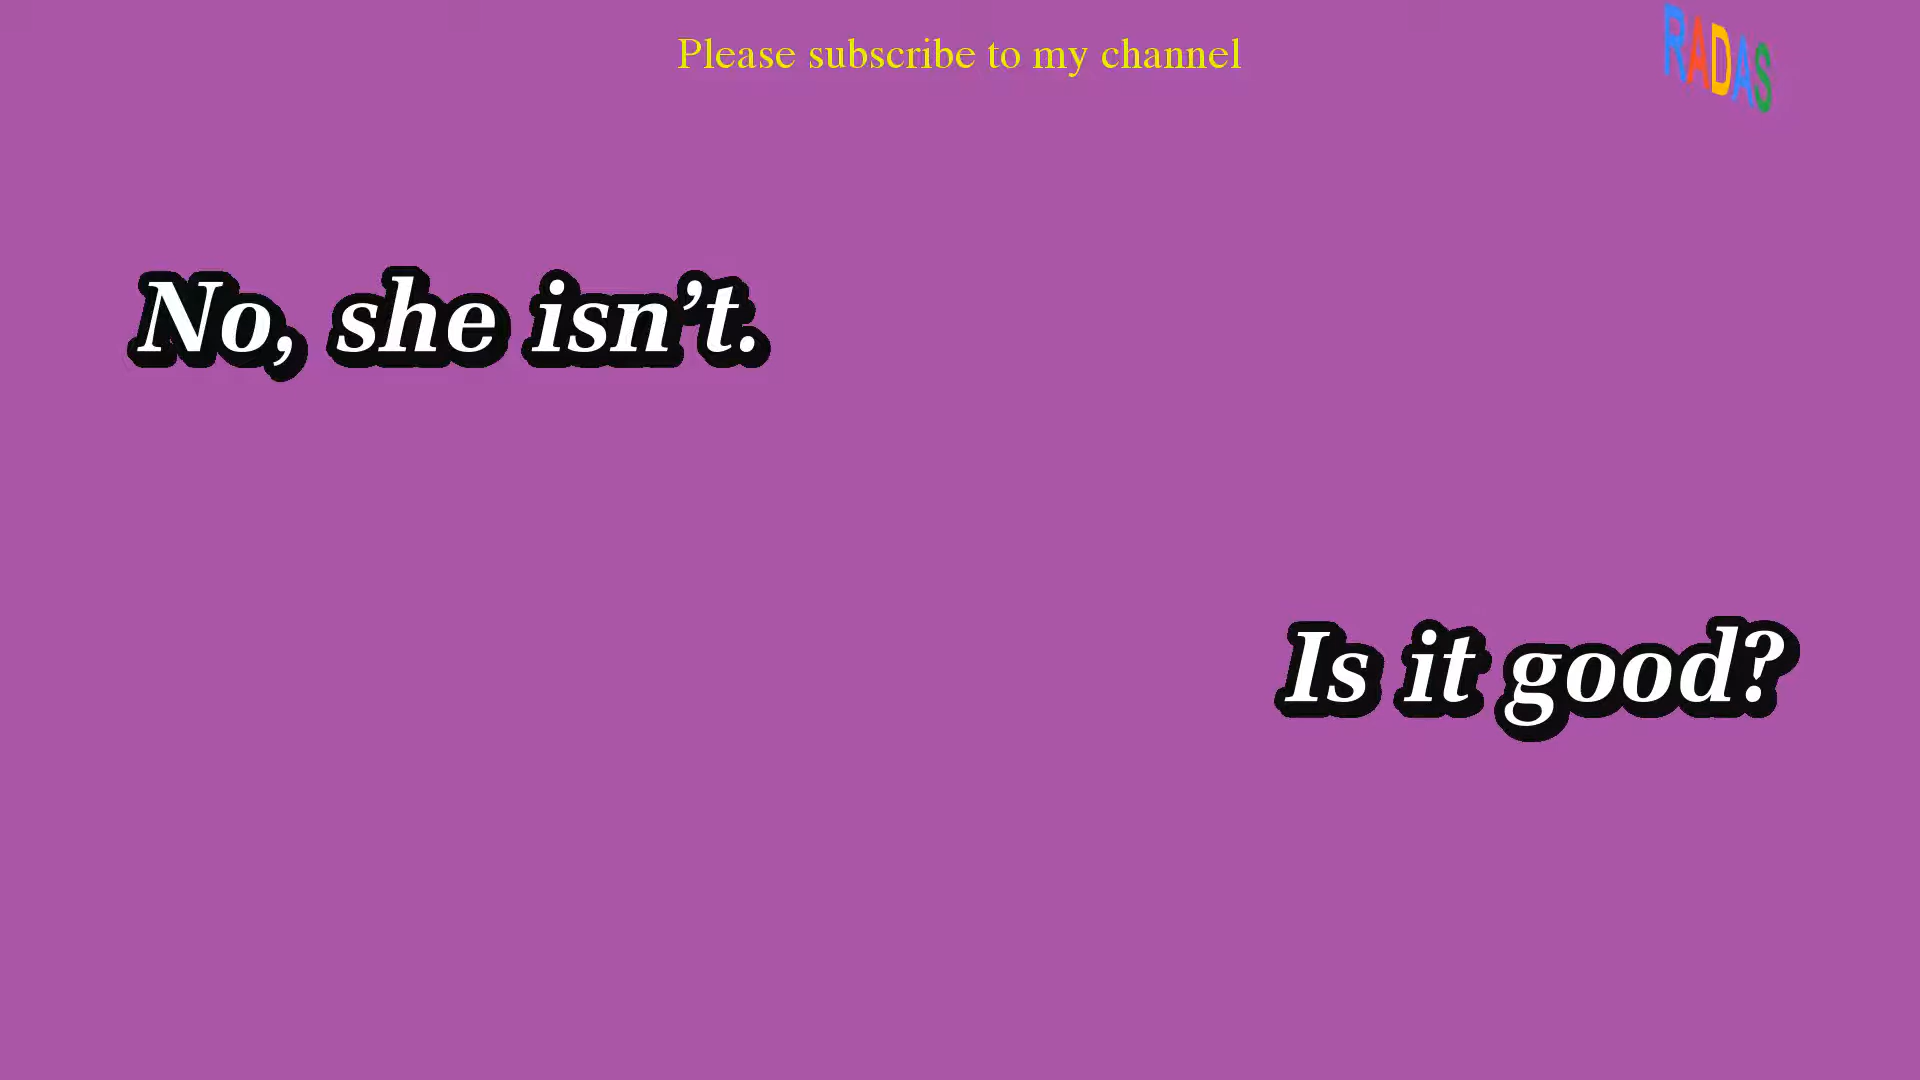 Please subscribe to my channel
RADAS
No, she isn’t.
Is it good?